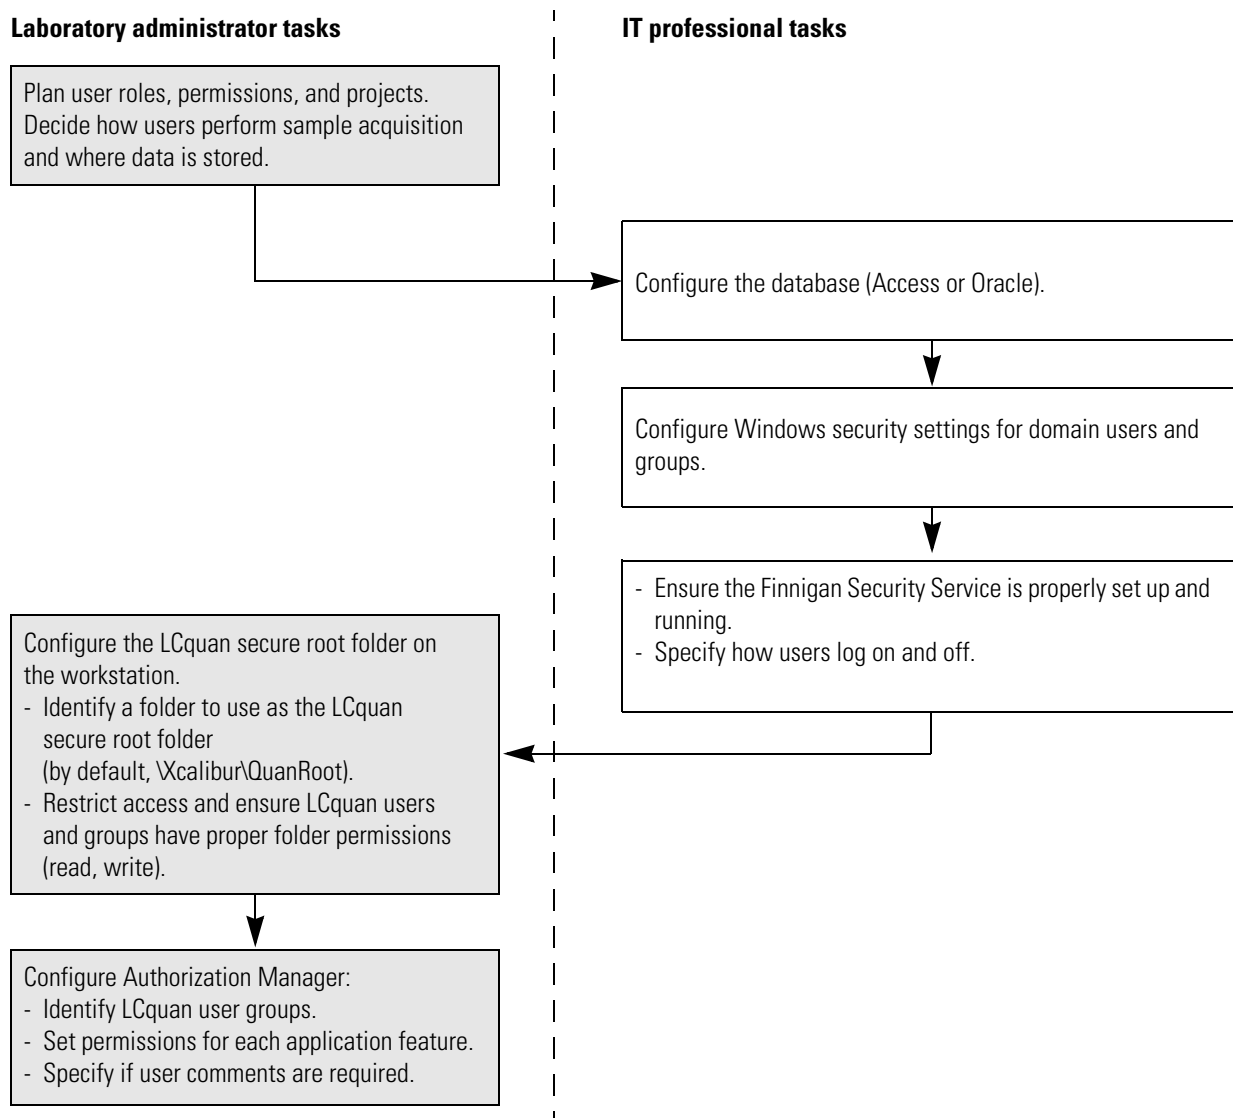 Laboratory administrator tasks
IT professional tasks
Plan user roles, permissions, and projects.
Decide how users perform sample acquisition
and where data is stored.
Configure the database (Access or Oracle).
Configure Windows security settings for domain users and
groups.
- Ensure the Finnigan Security Service is properly set up and
running.
- Specify how users log on and off.
Configure the LCquan secure root folder on
the workstation.
- Identify a folder to use as the LCquan
secure root folder
(by default, \Xcalibur\QuanRoot).
- Restrict access and ensure LCquan users
and groups have proper folder permissions
(read, write).
Configure Authorization Manager:
- Identify LCquan user groups.
- Set permissions for each application feature.
- Specify if user comments are required.